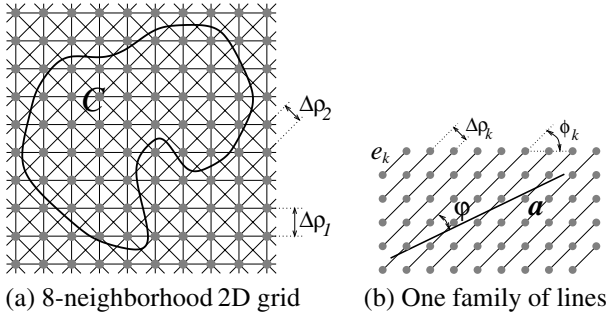 C
Δρ₂
Δρ₁
(a) 8-neighborhood 2D grid
Δρₖ
ϕₖ
eₖ
φ
a
(b) One family of lines